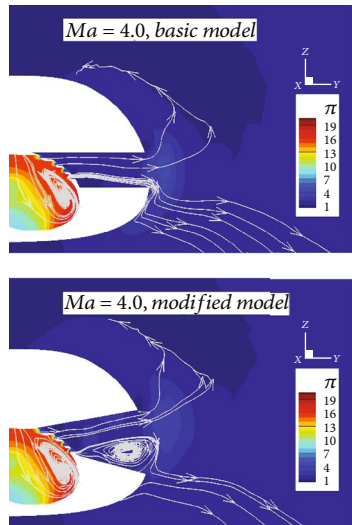 Ma = 4.0, basic model
Z
X Y
π
19
16
13
10
7
4
1
Ma = 4.0, modified model
Z
X Y
π
19
16
13
10
7
4
1